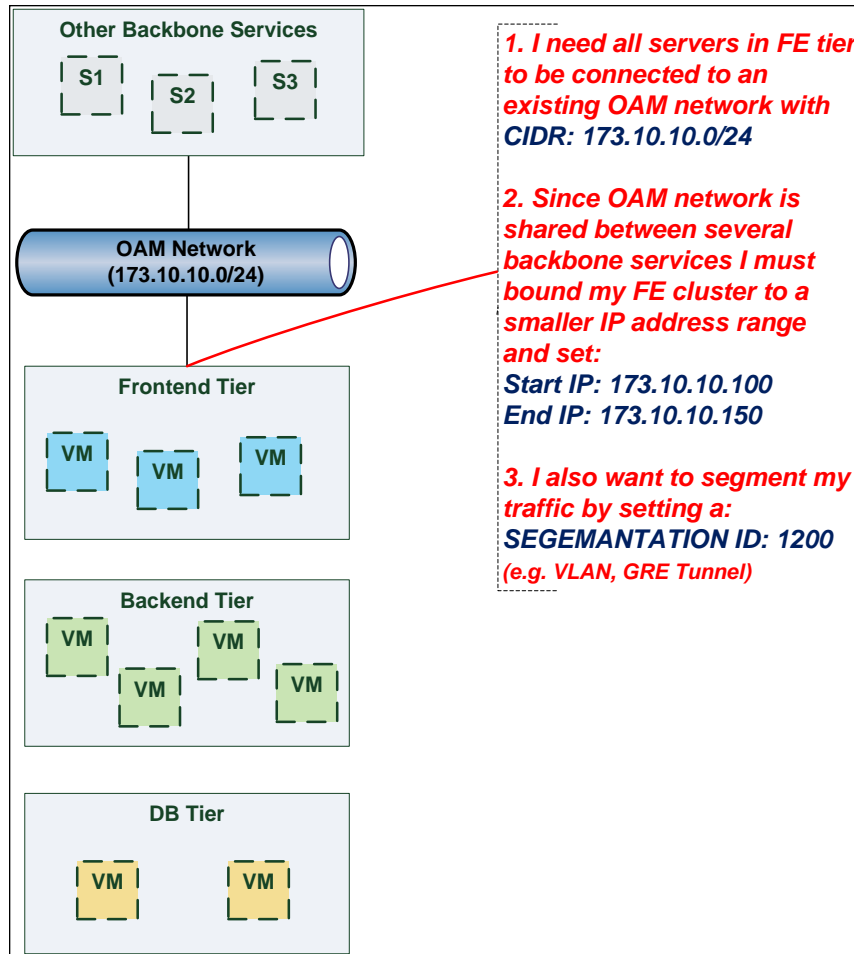 Other Backbone Services
S1
S2
S3
OAM Network
(173.10.10.0/24)
Frontend Tier
VM
VM
VM
Backend Tier
VM
VM
VM
VM
DB Tier
VM
VM
1. I need all servers in FE tier
to be connected to an
existing OAM network with
CIDR: 173.10.10.0/24
2. Since OAM network is
shared between several
backbone services I must
bound my FE cluster to a
smaller IP address range
and set:
Start IP: 173.10.10.100
End IP: 173.10.10.150
3. I also want to segment my
traffic by setting a:
SEGEMANTATION ID: 1200
(e.g. VLAN, GRE Tunnel)